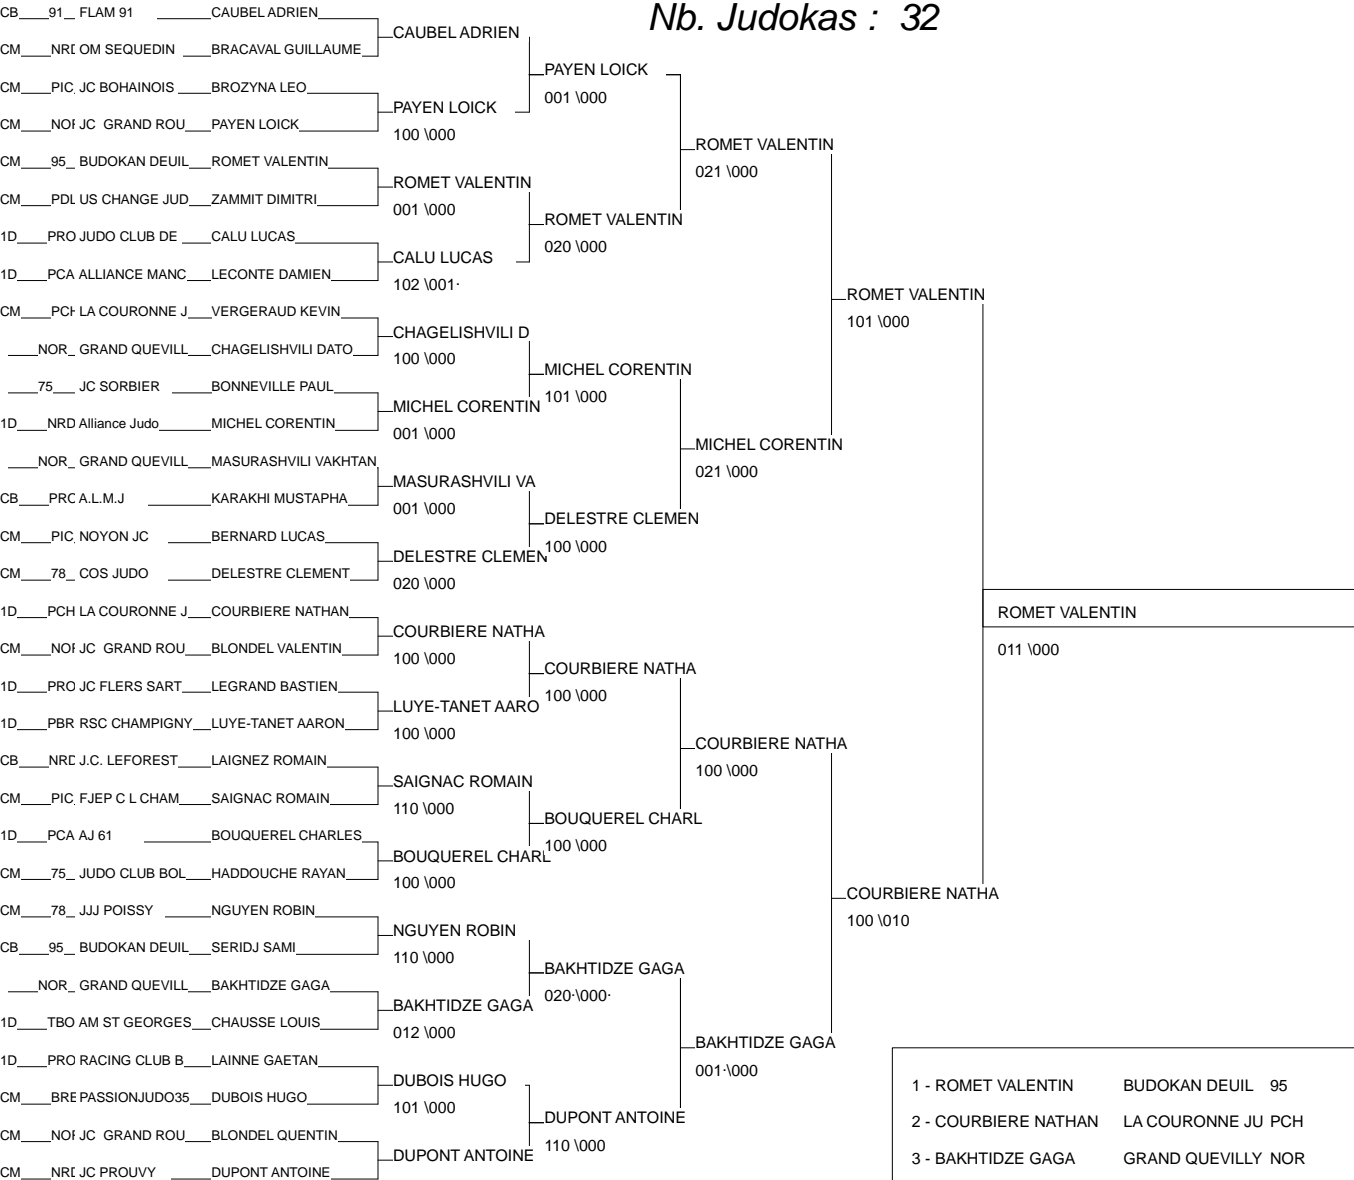 Nb. Judokas : 32
CB 91 FLAM 91 CAUBEL ADRIEN
CM NRD OM SEQUEDIN BRACAVAL GUILLAUME
CM PIC JC BOHAINOIS BROZYNA LEO
CM NOR JC GRAND ROU PAYEN LOICK
CM 95 BUDOKAN DEUIL ROMET VALENTIN
CM PDL US CHANGE JUD ZAMMIT DIMITRI
1D PRO JUDO CLUB DE CALU LUCAS
1D PCA ALLIANCE MANC LECONTE DAMIEN
CM PCH LA COURONNE J VERGERAUD KEVIN
NOR GRAND QUEVILL CHAGELISHVILI DATO
75 JC SORBIER BONNEVILLE PAUL
1D NRD Alliance Judo MICHEL CORENTIN
NOR GRAND QUEVILL MASURASHVILI VAKHTAN
CB PRO A.L.M.J KARAKHI MUSTAPHA
CM PIC NOYON JC BERNARD LUCAS
CM 78 COS JUDO DELESTRE CLEMENT
1D PCH LA COURONNE J COURBIERE NATHAN
CM NOR JC GRAND ROU BLONDEL VALENTIN
1D PRO JC FLERS SART LEGRAND BASTIEN
1D PBR RSC CHAMPIGNY LUYE-TANET AARON
CB NRD J.C. LEFOREST LAIGNEZ ROMAIN
CM PIC FJEP C L CHAM SAIGNAC ROMAIN
1D PCA AJ 61 BOUQUEREL CHARLES
CM 75 JUDO CLUB BOL HADDOUCHE RAYAN
CM 78 JJJ POISSY NGUYEN ROBIN
CB 95 BUDOKAN DEUIL SERIDJ SAMI
NOR GRAND QUEVILL BAKHTIDZE GAGA
1D TBO AM ST GEORGES CHAUSSE LOUIS
1D PRO RACING CLUB B LAINNE GAETAN
CM BRE PASSIONJUDO35 DUBOIS HUGO
CM NOR JC GRAND ROU BLONDEL QUENTIN
CM NRD JC PROUVY DUPONT ANTOINE
CAUBEL ADRIEN
PAYEN LOICK
100 \000
ROMET VALENTIN
001 \000
CALU LUCAS
102 \001·
CHAGELISHVILI D
100 \000
MICHEL CORENTIN
001 \000
MASURASHVILI VA
001 \000
DELESTRE CLEMEN
020 \000
COURBIERE NATHA
100 \000
LUYE-TANET AARO
100 \000
SAIGNAC ROMAIN
110 \000
BOUQUEREL CHARL
100 \000
NGUYEN ROBIN
110 \000
BAKHTIDZE GAGA
012 \000
DUBOIS HUGO
101 \000
DUPONT ANTOINE
PAYEN LOICK
001 \000
ROMET VALENTIN
020 \000
MICHEL CORENTIN
101 \000
DELESTRE CLEMEN
100 \000
COURBIERE NATHA
100 \000
BOUQUEREL CHARL
100 \000
BAKHTIDZE GAGA
020·\000·
DUPONT ANTOINE
110 \000
ROMET VALENTIN
021 \000
MICHEL CORENTIN
021 \000
COURBIERE NATHA
100 \000
BAKHTIDZE GAGA
001·\000
ROMET VALENTIN
101 \000
COURBIERE NATHA
100 \010
ROMET VALENTIN
011 \000
1 - ROMET VALENTIN BUDOKAN DEUIL 95
2 - COURBIERE NATHAN LA COURONNE JU PCH
3 - BAKHTIDZE GAGA GRAND QUEVILLY NOR